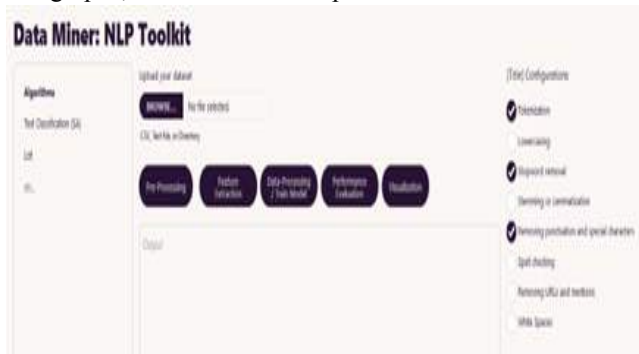 Data Miner: NLP Toolkit
Algorithms
Text Classification (SA)
Upload your dataset
BROWSE... No file selected.
CSV, Text File, or Directory
Pre-Processing
Feature Extraction
Data-Processing / Train Model
Performance Evaluation
Visualization
Output
[Title] Configurations
Tokenization
Lowercasing
Stopword removal
Stemming or Lemmatization
Removing punctuation and special characters
Spell checking
Removing URLs and mentions
White Spaces